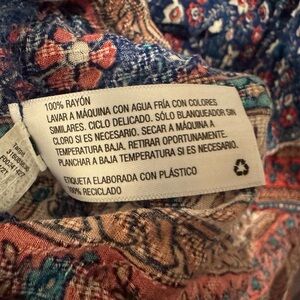 100% RAYÓN
LAVAR A MÁQUINA CON AGUA FRÍA CON COLORES
SIMILARES. CICLO DELICADO. SÓLO BLANQUEADOR SIN
CLORO SI ES NECESARIO. SECAR A MÁQUINA A
TEMPERATURA BAJA. RETIRAR OPORTUNAMENTE.
PLANCHAR A BAJA TEMPERATURA SI ES NECESARIO.
ETIQUETA ELABORADA CON PLÁSTICO
100% RECICLADO